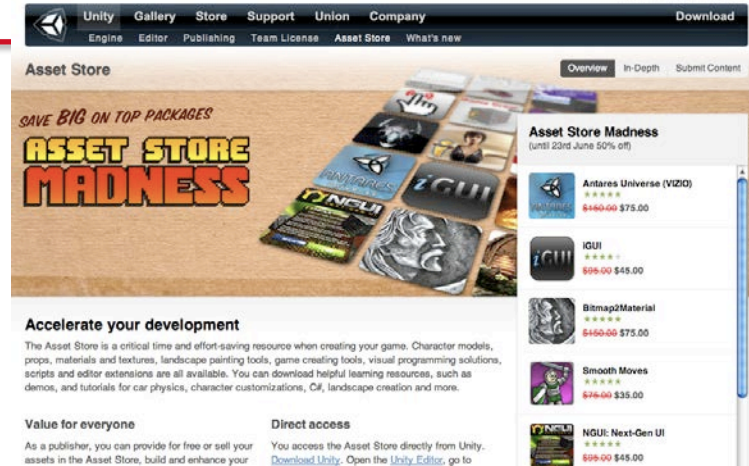 Unity Gallery Store Support Union Company Download
Engine Editor Publishing Team License Asset Store What's new
Asset Store
Overview In-Depth Submit Content
SAVE BIG ON TOP PACKAGES
ASSET STORE
MADNESS
ANTARES
iGUI
NGUI
Asset Store Madness
(until 23rd June 50% off)
Antares Universe (VIZIO)
$150.00 $75.00
iGUI
iGUI
$95.00 $45.00
Bitmap2Material
$150.00 $75.00
Smooth Moves
$75.00 $35.00
NGUI: Next-Gen UI
NGUI
$95.00 $45.00
Accelerate your development
The Asset Store is a critical time and effort-saving resource when creating your game. Character models,
props, materials and textures, landscape painting tools, game creating tools, visual programming solutions,
scripts and editor extensions are all available. You can download helpful learning resources, such as
demos, and tutorials for car physics, character customizations, C#, landscape creation and more.
Value for everyone
As a publisher, you can provide for free or sell your
assets in the Asset Store, build and enhance your
Direct access
You access the Asset Store directly from Unity.
Download Unity. Open the Unity Editor, go to